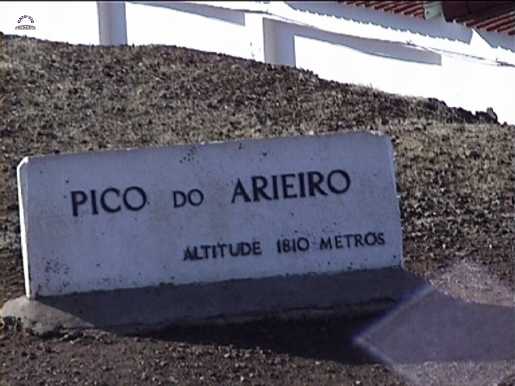 PICO DO ARIEIRO
ALTITUDE 1810 METROS